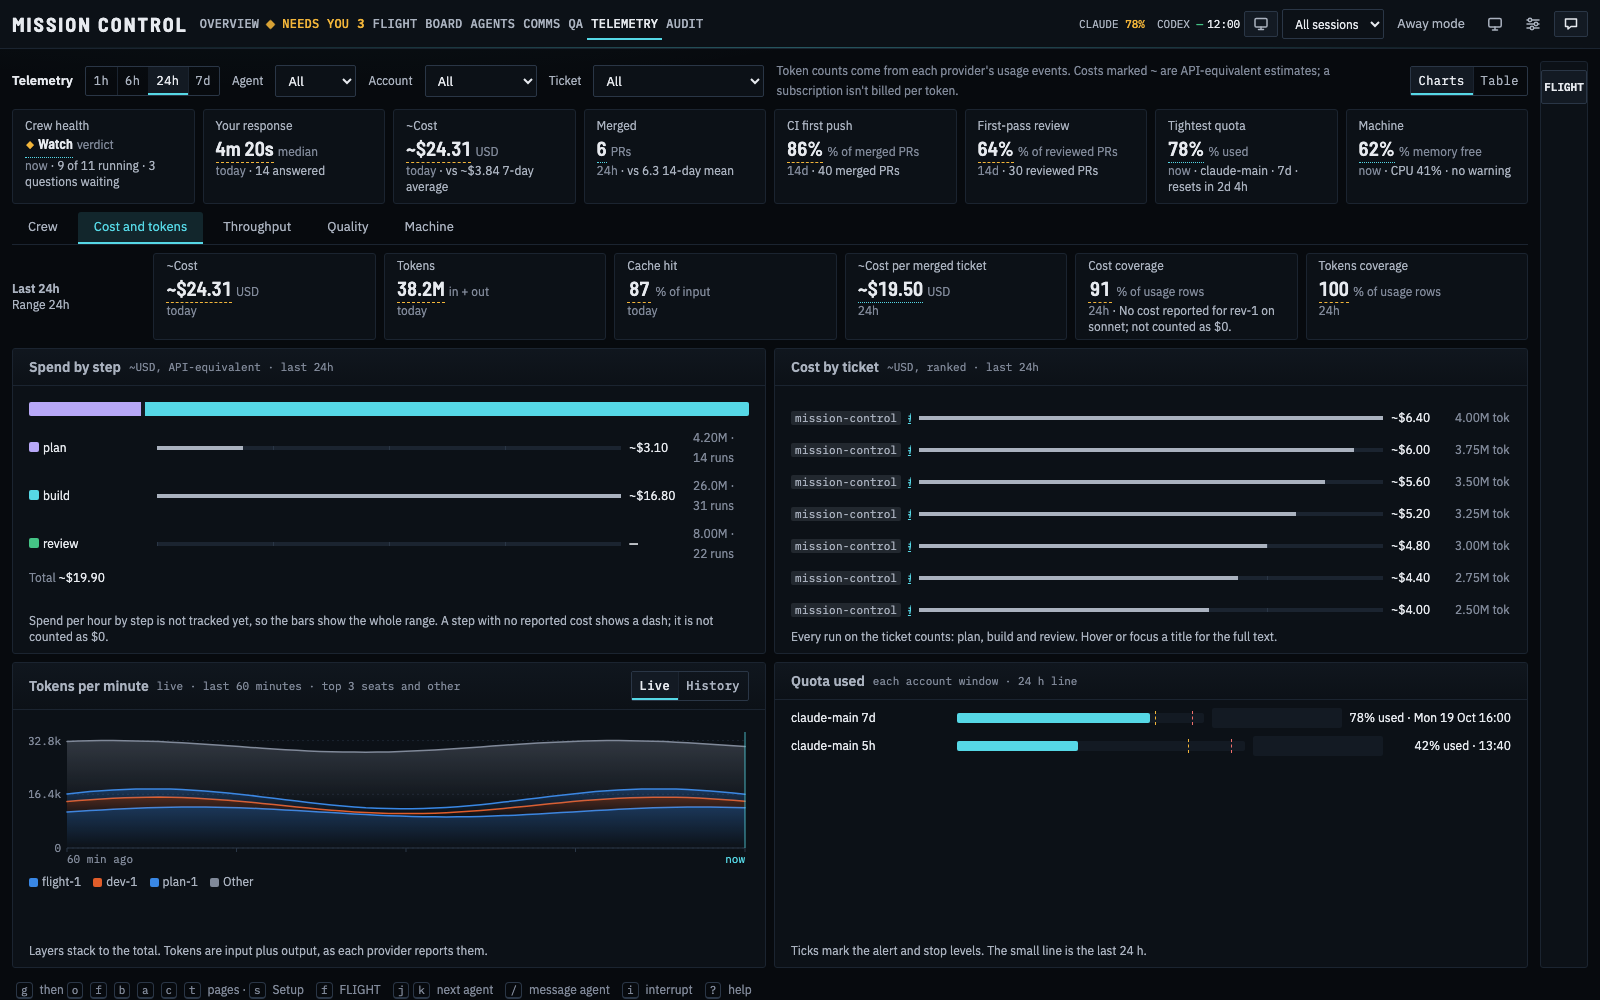 MISSION CONTROL OVERVIEW ◆ NEEDS YOU 3 FLIGHT BOARD AGENTS COMMS QA TELEMETRY AUDIT CLAUDE 78% CODEX — 12:00 All sessions Away mode
Telemetry 1h 6h 24h 7d Agent All Account All Ticket All
Token counts come from each provider's usage events. Costs marked ~ are API-equivalent estimates; a
subscription isn't billed per token.
Charts Table
FLIGHT
Crew health
◆ Watch verdict
now · 9 of 11 running · 3
questions waiting
Your response
4m 20s median
today · 14 answered
~Cost
~$24.31 USD
today · vs ~$3.84 7-day
average
Merged
6 PRs
24h · vs 6.3 14-day mean
CI first push
86% % of merged PRs
14d · 40 merged PRs
First-pass review
64% % of reviewed PRs
14d · 30 reviewed PRs
Tightest quota
78% % used
now · claude-main · 7d ·
resets in 2d 4h
Machine
62% % memory free
now · CPU 41% · no warning
Crew Cost and tokens Throughput Quality Machine
Last 24h
Range 24h
~Cost
~$24.31 USD
today
Tokens
38.2M in + out
today
Cache hit
87 % of input
today
~Cost per merged ticket
~$19.50 USD
24h
Cost coverage
91 % of usage rows
24h · No cost reported for rev-1 on
sonnet; not counted as $0.
Tokens coverage
100 % of usage rows
24h
Spend by step ~USD, API-equivalent · last 24h
plan ~$3.10 4.20M ·
14 runs
build ~$16.80 26.0M ·
31 runs
review — 8.00M ·
22 runs
Total ~$19.90
Spend per hour by step is not tracked yet, so the bars show the whole range. A step with no reported cost shows a dash; it is not
counted as $0.
Cost by ticket ~USD, ranked · last 24h
mission-control ~$6.40 4.00M tok
mission-control ~$6.00 3.75M tok
mission-control ~$5.60 3.50M tok
mission-control ~$5.20 3.25M tok
mission-control ~$4.80 3.00M tok
mission-control ~$4.40 2.75M tok
mission-control ~$4.00 2.50M tok
Every run on the ticket counts: plan, build and review. Hover or focus a title for the full text.
Tokens per minute live · last 60 minutes · top 3 seats and other Live History
32.8k
16.4k
0
60 min ago now
flight-1 dev-1 plan-1 Other
Layers stack to the total. Tokens are input plus output, as each provider reports them.
Quota used each account window · 24 h line
claude-main 7d 78% used · Mon 19 Oct 16:00
claude-main 5h 42% used · 13:40
Ticks mark the alert and stop levels. The small line is the last 24 h.
g then o f b a c t pages · s Setup f FLIGHT j k next agent / message agent i interrupt ? help